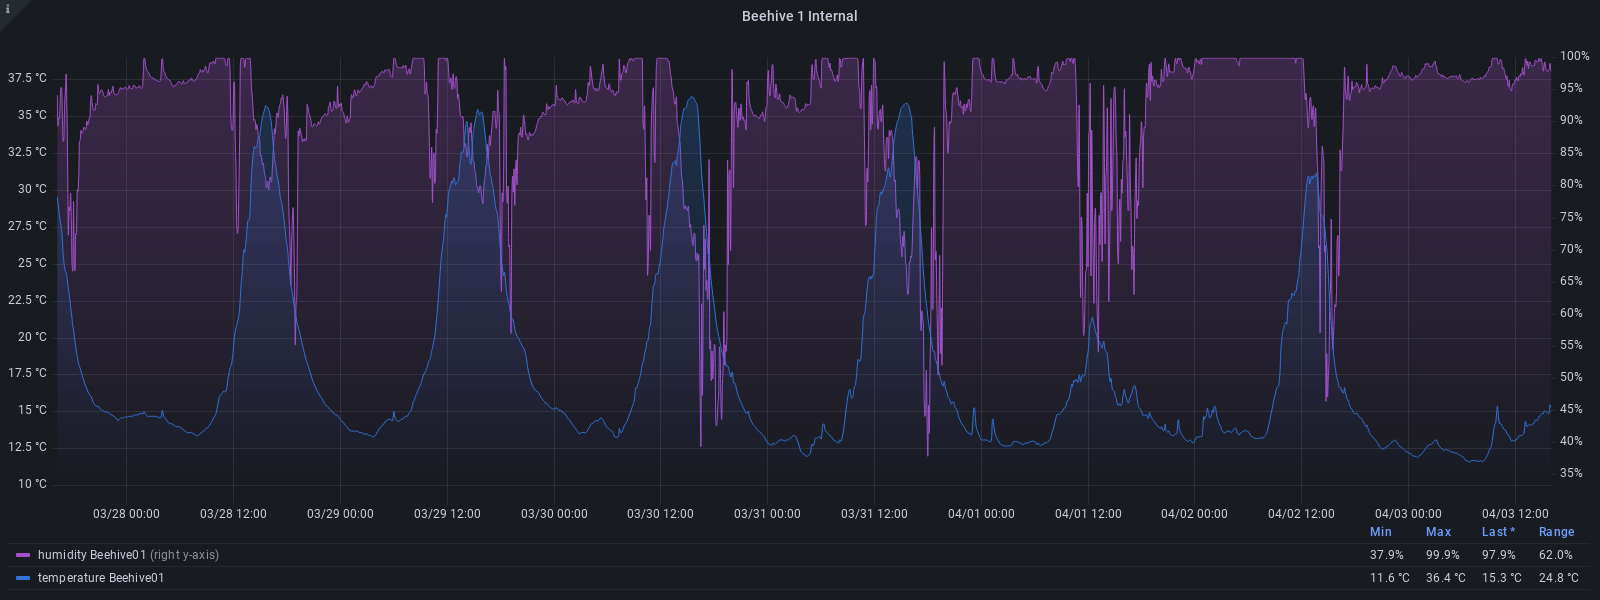 i
Beehive 1 Internal
37.5 °C
35 °C
32.5 °C
30 °C
27.5 °C
25 °C
22.5 °C
20 °C
17.5 °C
15 °C
12.5 °C
10 °C
100%
95%
90%
85%
80%
75%
70%
65%
60%
55%
50%
45%
40%
35%
03/28 00:00 03/28 12:00 03/29 00:00 03/29 12:00 03/30 00:00 03/30 12:00 03/31 00:00 03/31 12:00 04/01 00:00 04/01 12:00 04/02 00:00 04/02 12:00 04/03 00:00 04/03 12:00
Min Max Last * Range
humidity Beehive01 (right y-axis) 37.9% 99.9% 97.9% 62.0%
temperature Beehive01 11.6 °C 36.4 °C 15.3 °C 24.8 °C